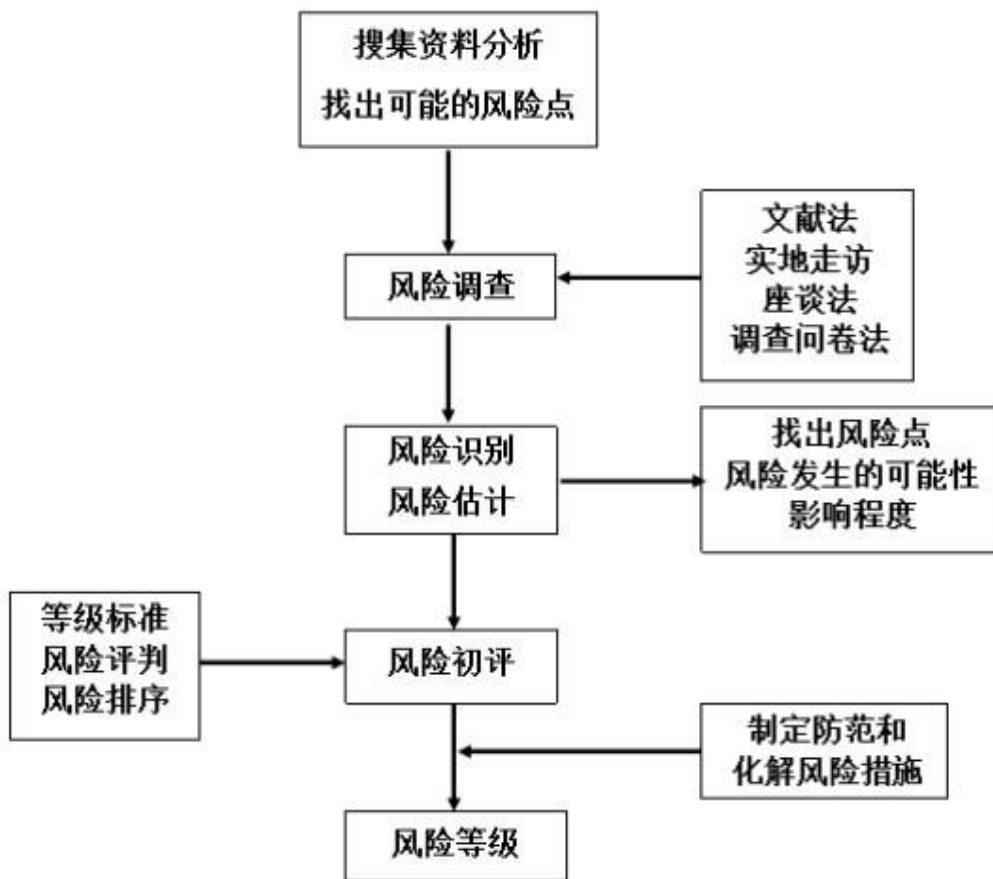 搜集资料分析
找出可能的风险点
文献法
实地走访
座谈法
调查问卷法
风险调查
风险识别
风险估计
找出风险点
风险发生的可能性
影响程度
等级标准
风险评判
风险排序
风险初评
制定防范和
化解风险措施
风险等级